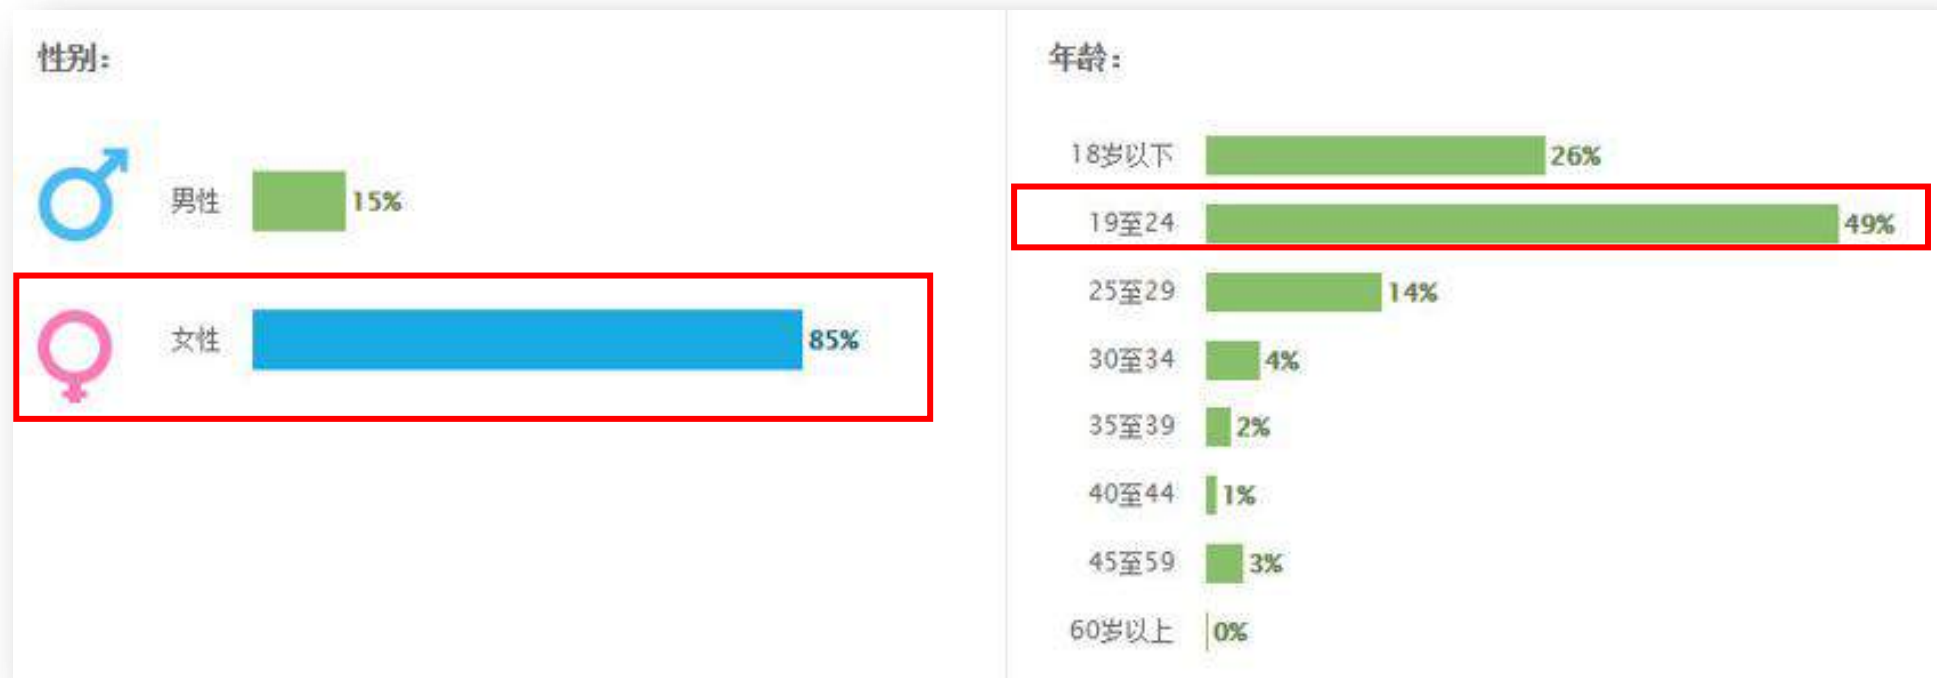 性别：
男性 15%
女性 85%
年龄：
18岁以下 26%
19至24 49%
25至29 14%
30至34 4%
35至39 2%
40至44 1%
45至59 3%
60岁以上 0%